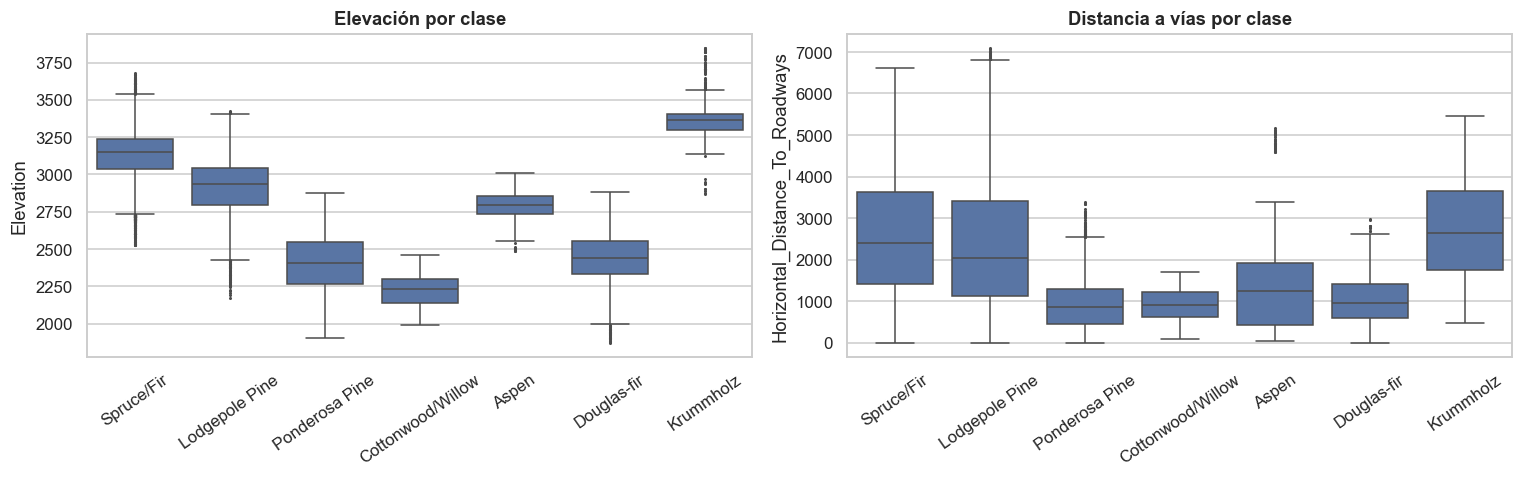 Elevación por clase
Elevation
3750
3500
3250
3000
2750
2500
2250
2000
Spruce/Fir
Lodgepole Pine
Ponderosa Pine
Cottonwood/Willow
Aspen
Douglas-fir
Krummholz
Distancia a vías por clase
Horizontal_Distance_To_Roadways
7000
6000
5000
4000
3000
2000
1000
0
Spruce/Fir
Lodgepole Pine
Ponderosa Pine
Cottonwood/Willow
Aspen
Douglas-fir
Krummholz